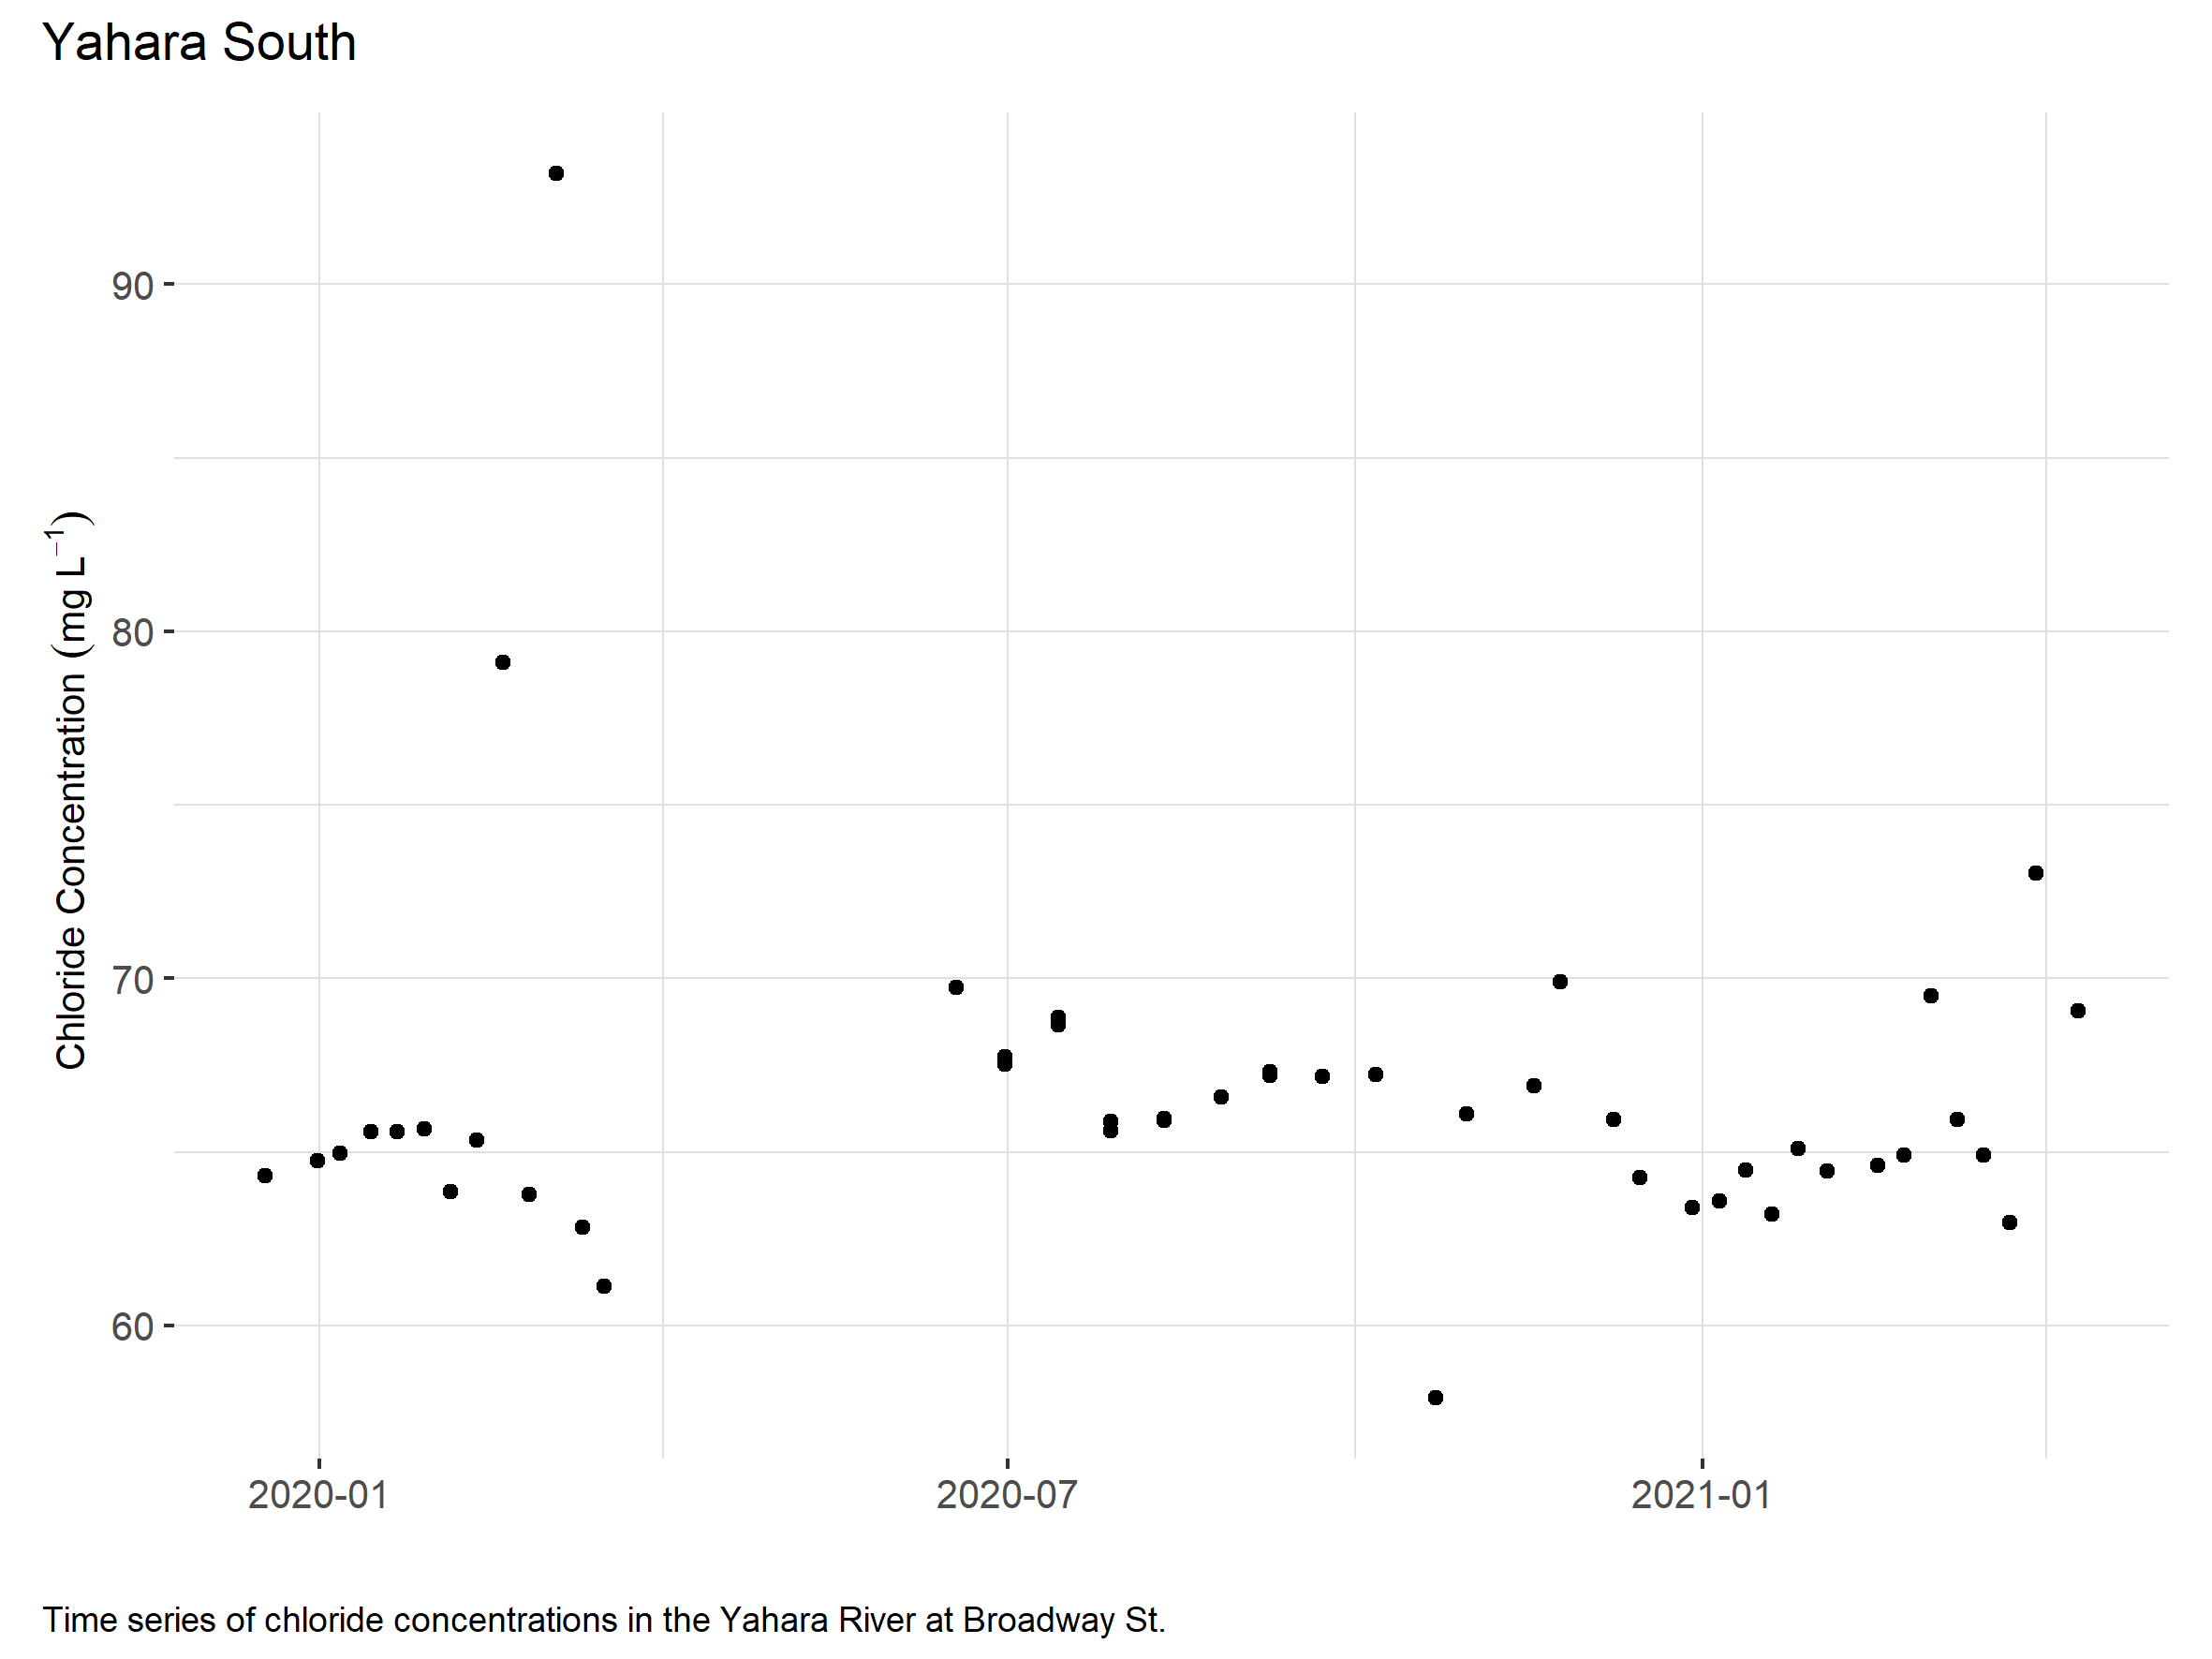 Yahara South
Chloride Concentration (mg L⁻¹)
90
80
70
60
2020-01
2020-07
2021-01
Time series of chloride concentrations in the Yahara River at Broadway St.